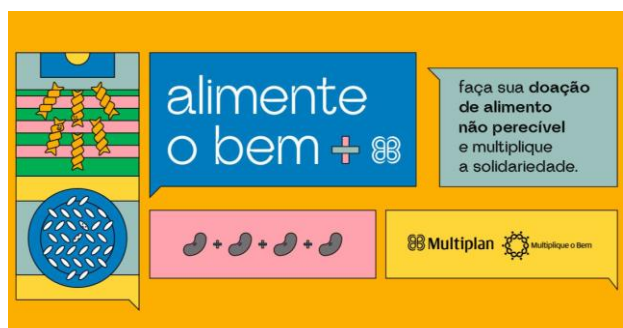 alimente
o bem +
faça sua doação
de alimento
não perecível
e multiplique
a solidariedade.
+ + +
Multiplan
Multiplique o Bem